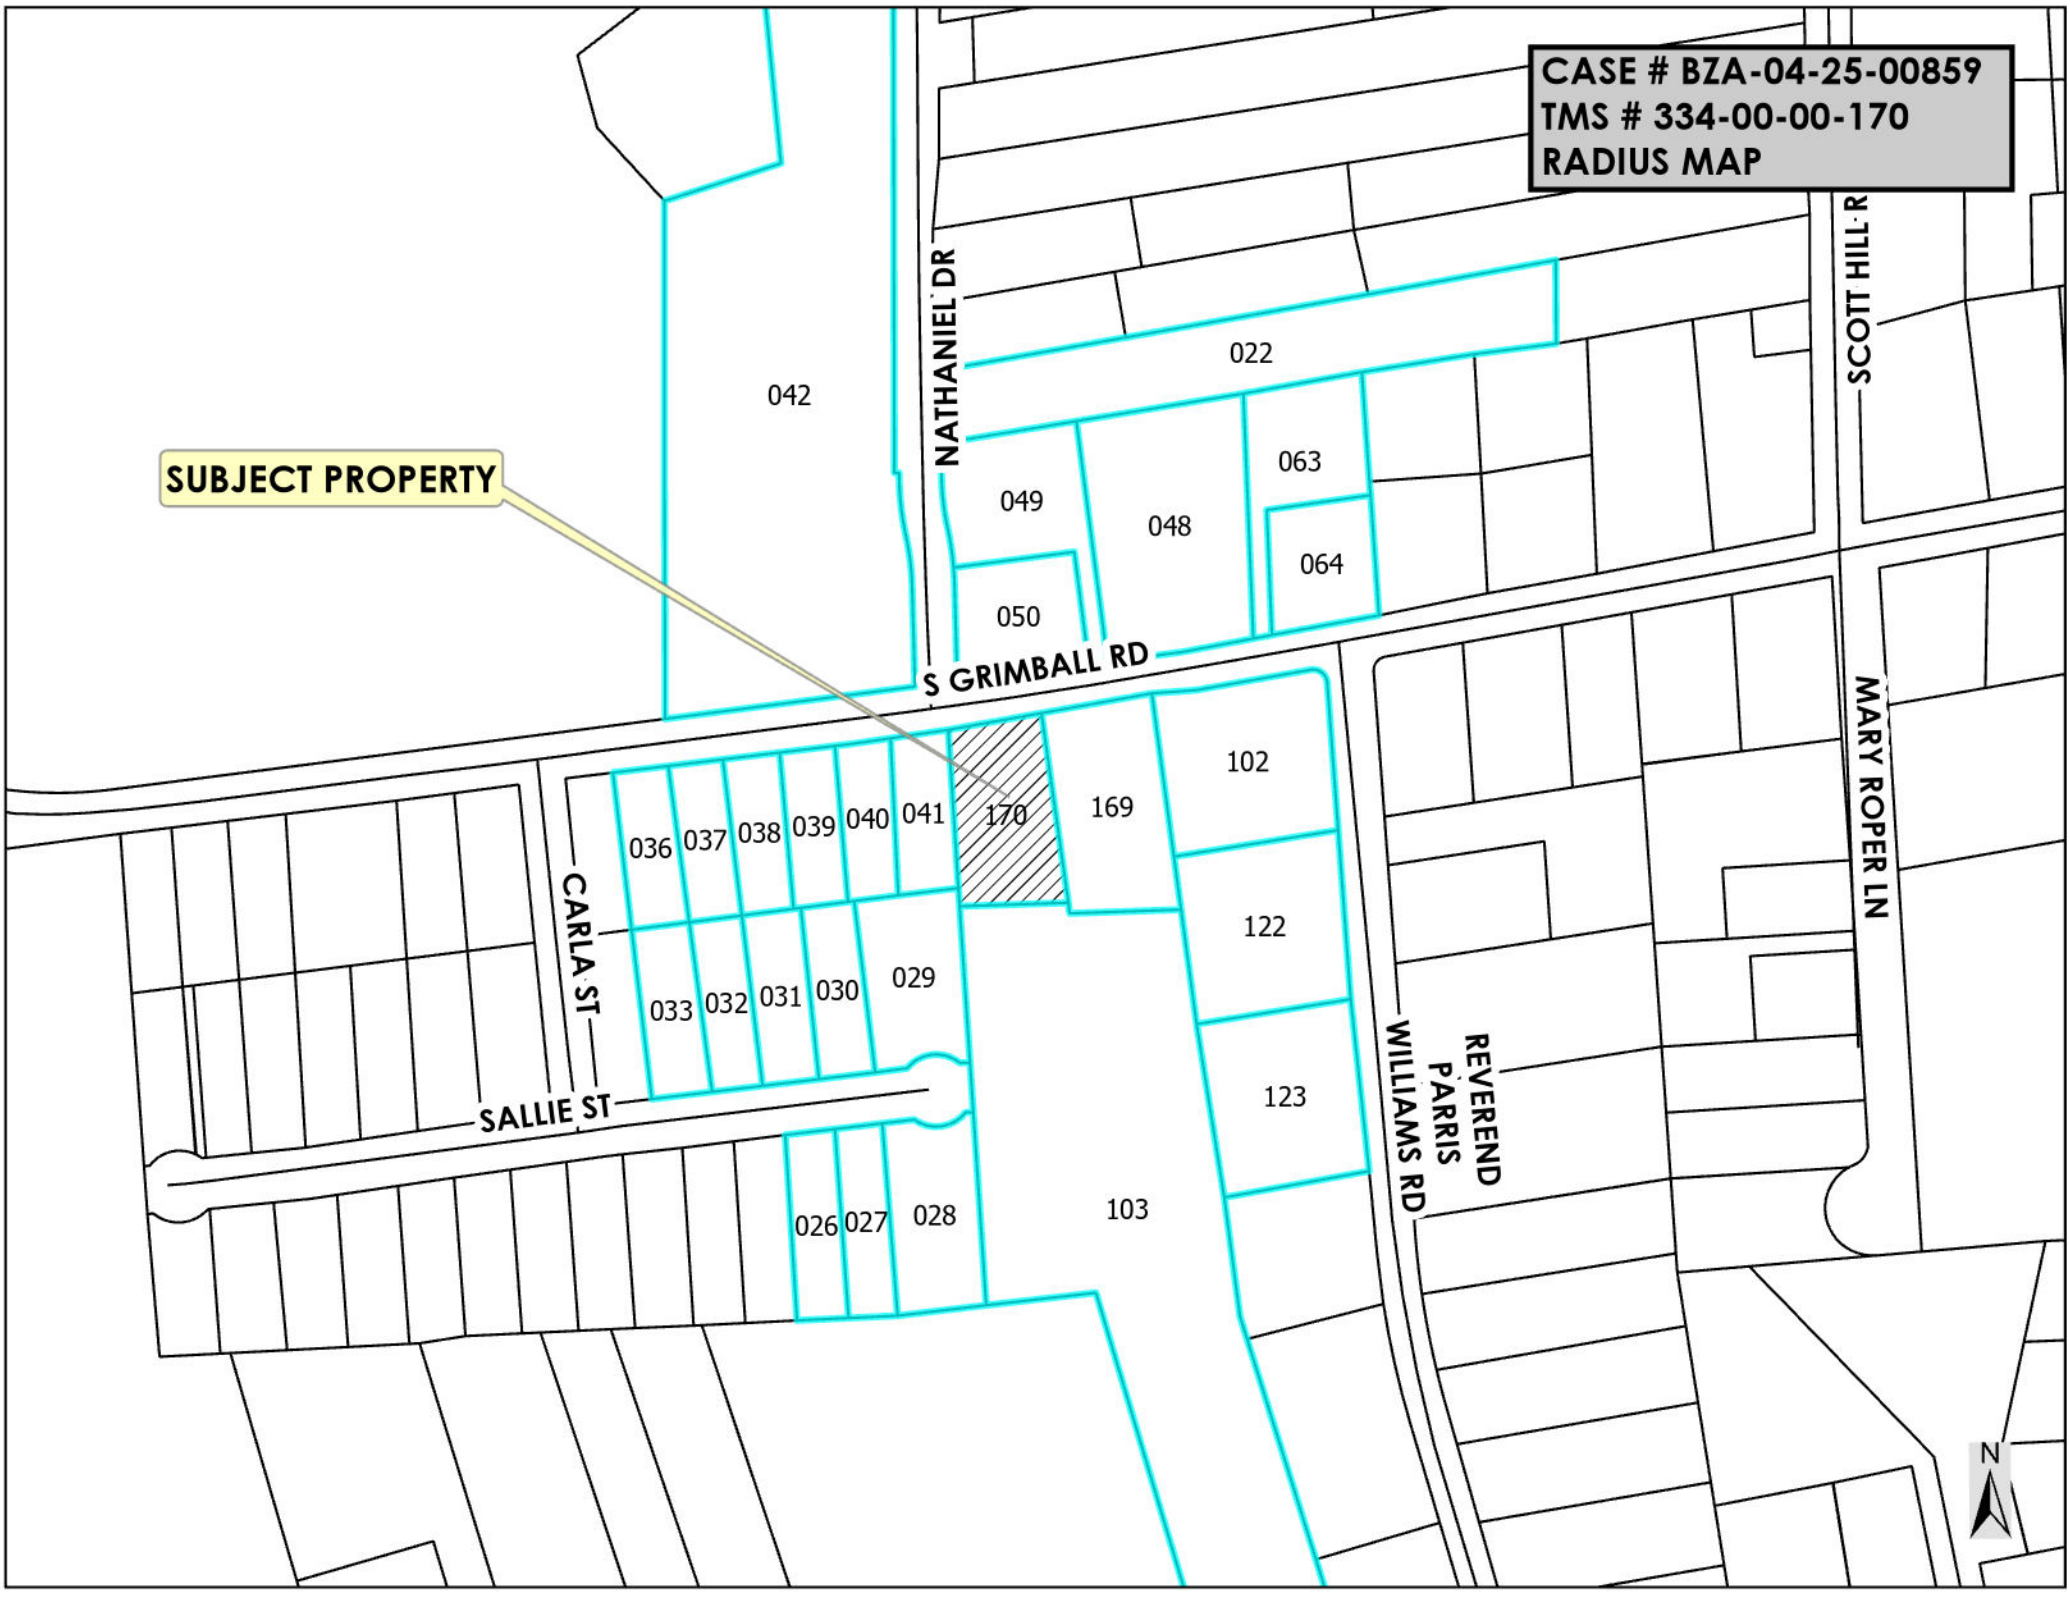 CASE # BZA-04-25-00859
TMS # 334-00-00-170
RADIUS MAP
SCOTT HILL R
NATHANIEL DR
022
042
SUBJECT PROPERTY
063
049
048
064
050
S GRIMBALL RD
MARY ROPER LN
102
169
170
041
040
039
038
037
036
CARLA ST
122
029
030
031
032
033
REVEREND
PARRIS
WILLIAMS RD
123
SALLIE ST
103
028
027
026
N